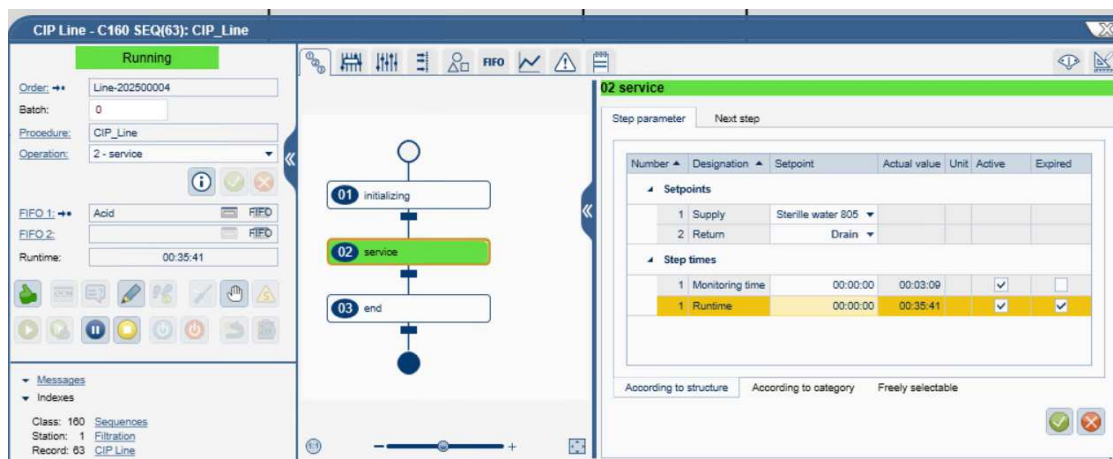 CIP Line - C160 SEQ(63): CIP_Line
Running
Order:
Line-202500004
Batch:
0
Procedure:
CIP_Line
Operation:
2 - service
FIFO 1:
Acid
FIFO
FIFO 2:
FIFO
Runtime:
00:35:41
Messages
Indexes
Class: 160 Sequences
Station: 1 Filtration
Record: 63 CIP Line
FIFO
01 initializing
02 service
03 end
1:1
02 service
Step parameter Next step
Number Designation Setpoint Actual value Unit Active Expired
Setpoints
1 Supply Sterille water 805
2 Return Drain
Step times
1 Monitoring time 00:00:00 00:03:09
1 Runtime 00:00:00 00:35:41
According to structure According to category Freely selectable